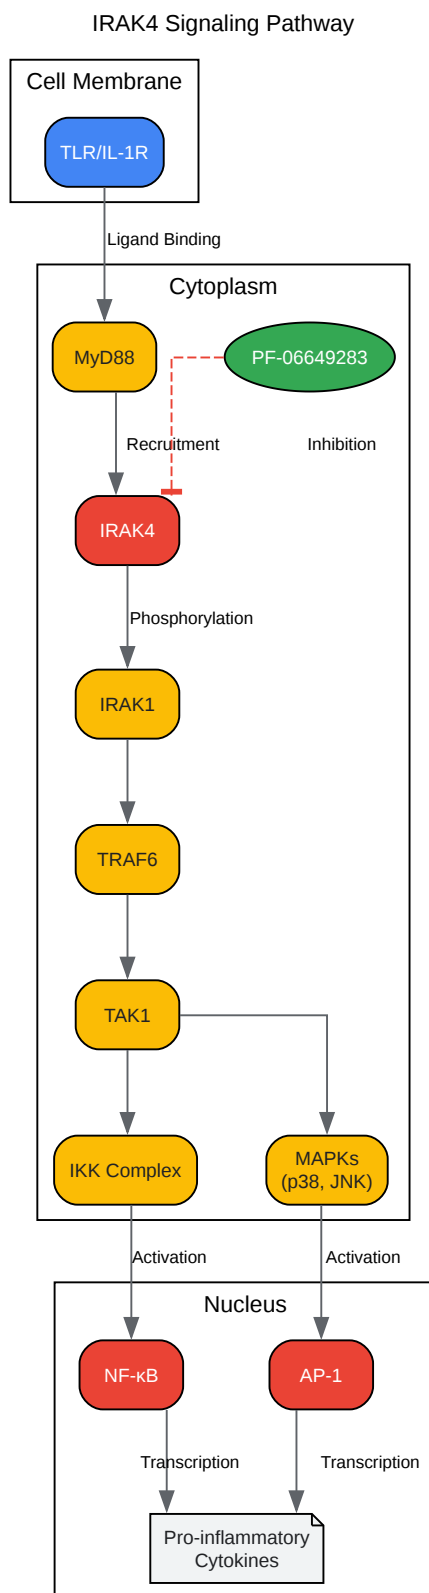 IRAK4 Signaling Pathway
Cell Membrane
TLR/IL-1R
Ligand Binding
Cytoplasm
MyD88
PF-06649283
Recruitment
Inhibition
IRAK4
Phosphorylation
IRAK1
TRAF6
TAK1
IKK Complex
MAPKs
(p38, JNK)
Activation
Activation
Nucleus
NF-κB
AP-1
Transcription
Transcription
Pro-inflammatory
Cytokines